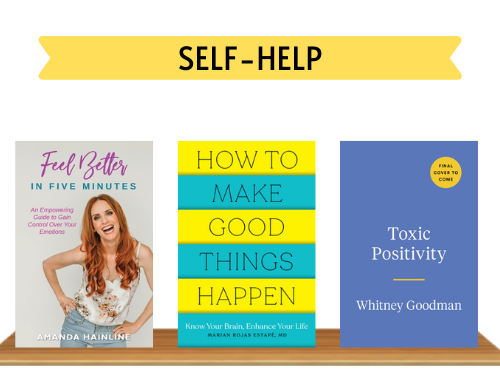 SELF-HELP
Feel Better
IN FIVE MINUTES
An Empowering
Guide to Gain
Control Over Your
Emotions
AMANDA HAINLINE
HOW TO
MAKE
GOOD
THINGS
HAPPEN
Know Your Brain, Enhance Your Life
MARIAN ROJAS ESTAPÉ, MD
FINAL
COVER TO
COME
Toxic
Positivity
Whitney Goodman